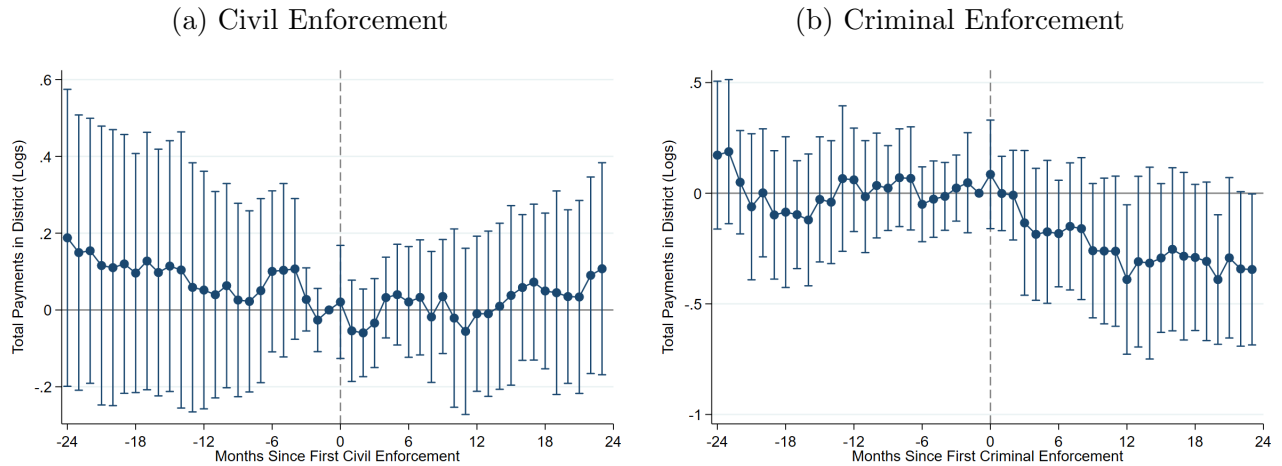 (a) Civil Enforcement
.6
.4
.2
0
-.2
Total Payments in District (Logs)
-24 -18 -12 -6 0 6 12 18 24
Months Since First Civil Enforcement
(b) Criminal Enforcement
.5
0
-.5
-1
Total Payments in District (Logs)
-24 -18 -12 -6 0 6 12 18 24
Months Since First Criminal Enforcement